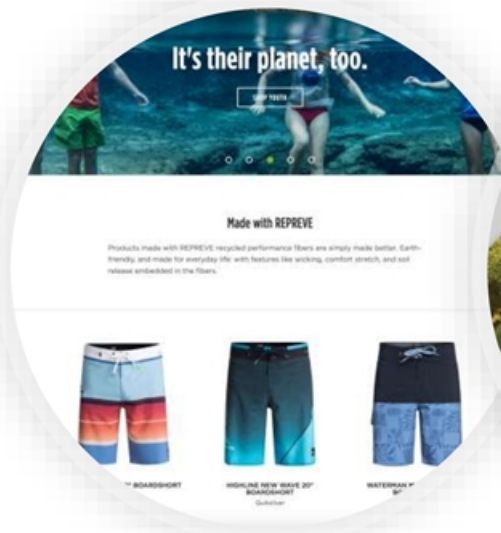 It's their planet, too.
SHOP YOUTH
Made with REPREVE
Products made with REPREVE recycled performance fibers are simply made better. Earth-
friendly, and made for everyday life with features like wicking, comfort stretch, and soil
release embedded in the fibers.
BOARDSHORT
HIGHLINE NEW WAVE 20"
BOARDSHORT
Quiksilver
WATERMAN